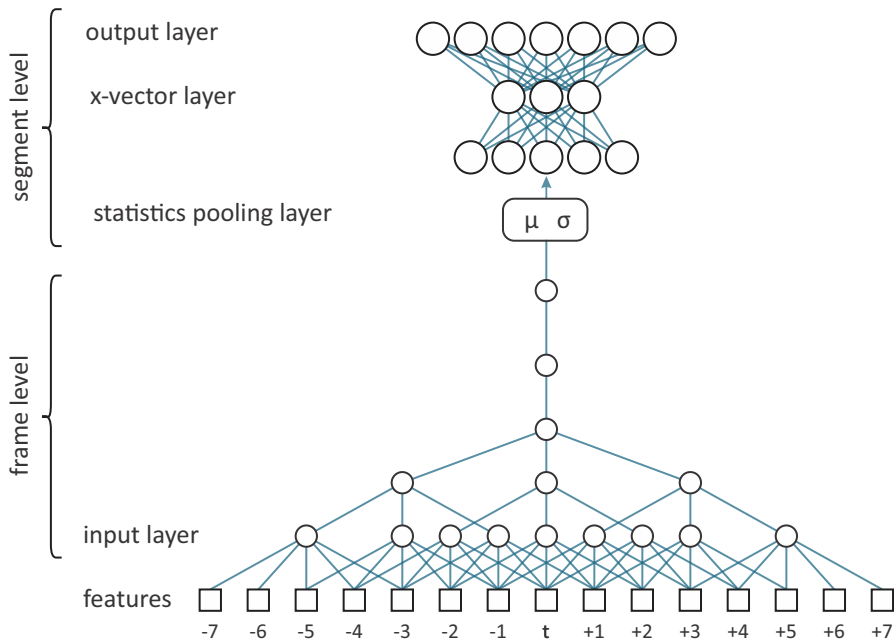 segment level
output layer
x-vector layer
statistics pooling layer
μ σ
frame level
input layer
features
-7 -6 -5 -4 -3 -2 -1 t +1 +2 +3 +4 +5 +6 +7